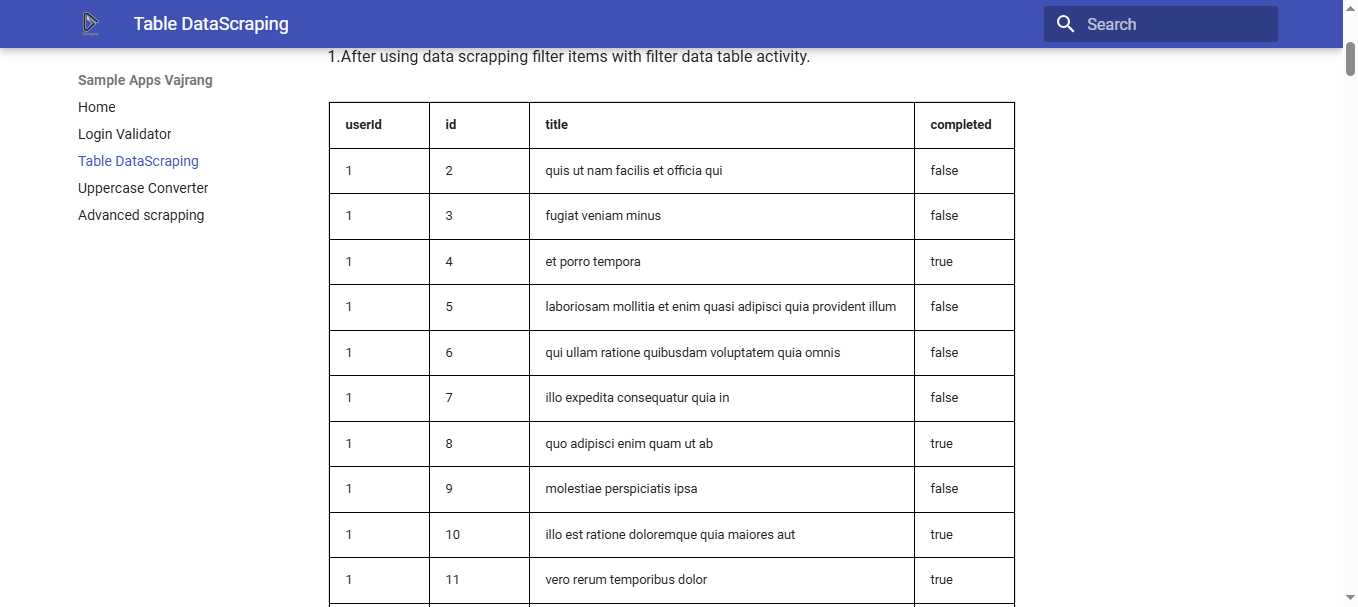 Table DataScraping
Search
Sample Apps Vajrang
Home
Login Validator
Table DataScraping
Uppercase Converter
Advanced scrapping
1.After using data scrapping filter items with filter data table activity.
userId id title completed
1 2 quis ut nam facilis et officia qui false
1 3 fugiat veniam minus false
1 4 et porro tempora true
1 5 laboriosam mollitia et enim quasi adipisci quia provident illum false
1 6 qui ullam ratione quibusdam voluptatem quia omnis false
1 7 illo expedita consequatur quia in false
1 8 quo adipisci enim quam ut ab true
1 9 molestiae perspiciatis ipsa false
1 10 illo est ratione doloremque quia maiores aut true
1 11 vero rerum temporibus dolor true